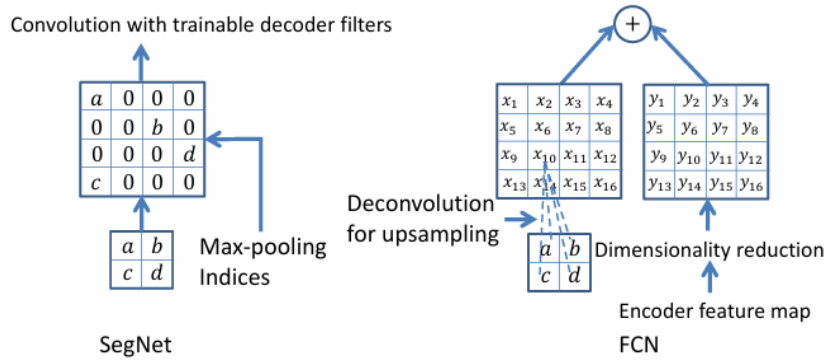 Convolution with trainable decoder filters
a 0 0 0
0 0 b 0
0 0 0 d
c 0 0 0
a b
c d
Max-pooling
Indices
SegNet
+
x₁ x₂ x₃ x₄
x₅ x₆ x₇ x₈
x₉ x₁₀ x₁₁ x₁₂
x₁₃ x₁₄ x₁₅ x₁₆
y₁ y₂ y₃ y₄
y₅ y₆ y₇ y₈
y₉ y₁₀ y₁₁ y₁₂
y₁₃ y₁₄ y₁₅ y₁₆
Deconvolution
for upsampling
a b
c d
Dimensionality reduction
Encoder feature map
FCN